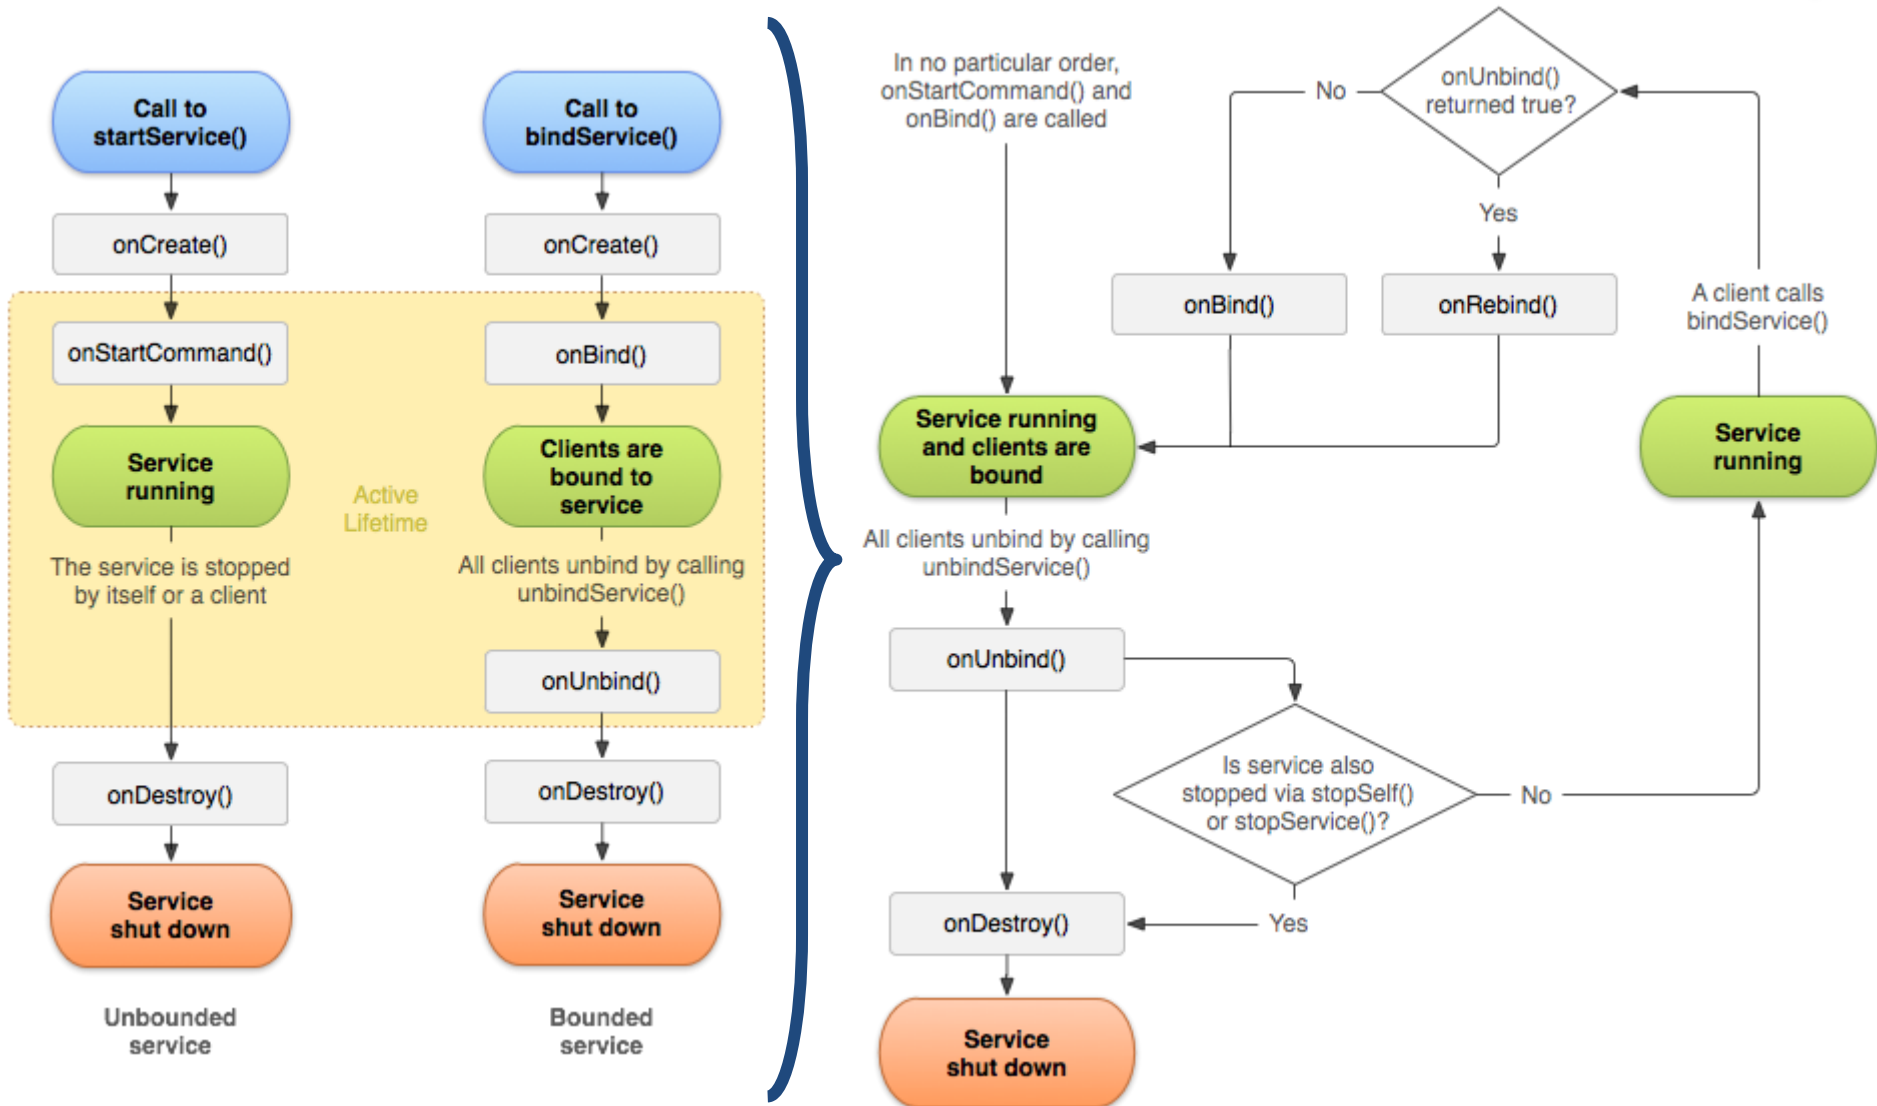 Call to
startService()
onCreate()
onStartCommand()
Service
running
The service is stopped
by itself or a client
onDestroy()
Service
shut down
Unbounded
service
Active
Lifetime
Call to
bindService()
onCreate()
onBind()
Clients are
bound to
service
All clients unbind by calling
unbindService()
onUnbind()
onDestroy()
Service
shut down
Bounded
service
In no particular order,
onStartCommand() and
onBind() are called
Service running
and clients are
bound
All clients unbind by calling
unbindService()
onUnbind()
onDestroy()
Service
shut down
Is service also
stopped via stopSelf()
or stopService()?
Yes
No
Service
running
A client calls
bindService()
onUnbind()
returned true?
No
Yes
onBind()
onRebind()